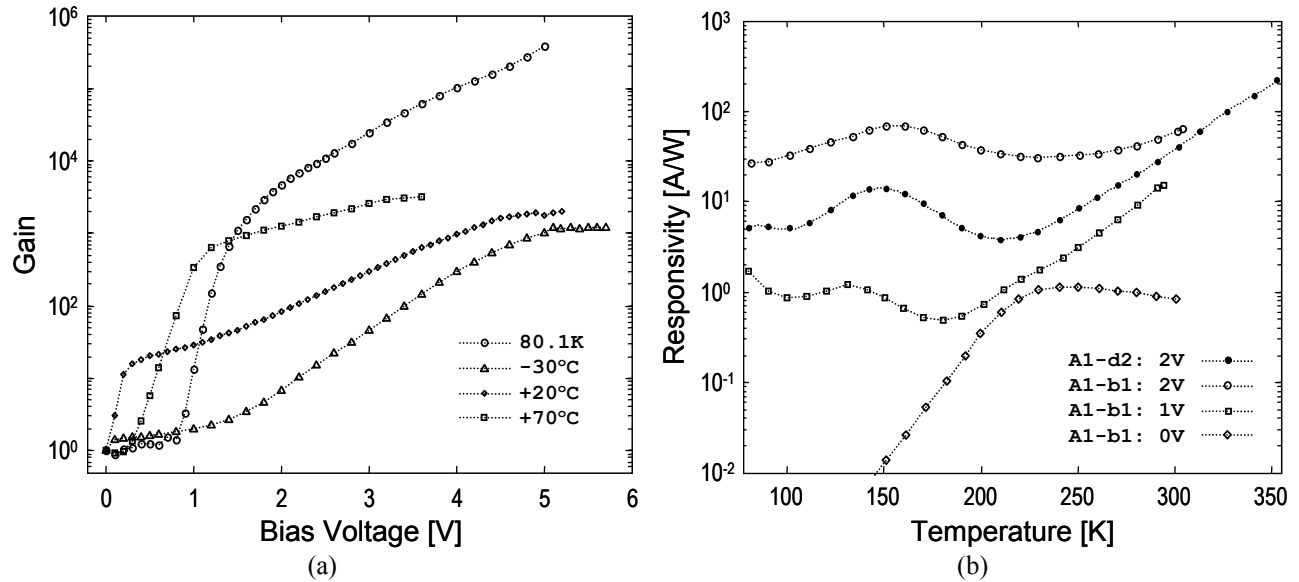 10^6
10^4
10^2
10^0
Gain
0
1
2
3
4
5
6
Bias Voltage [V]
80.1K
-30°C
+20°C
+70°C
(a)
10^3
10^2
10^1
10^0
10^-1
10^-2
Responsivity [A/W]
100
150
200
250
300
350
Temperature [K]
A1-d2: 2V
A1-b1: 2V
A1-b1: 1V
A1-b1: 0V
(b)